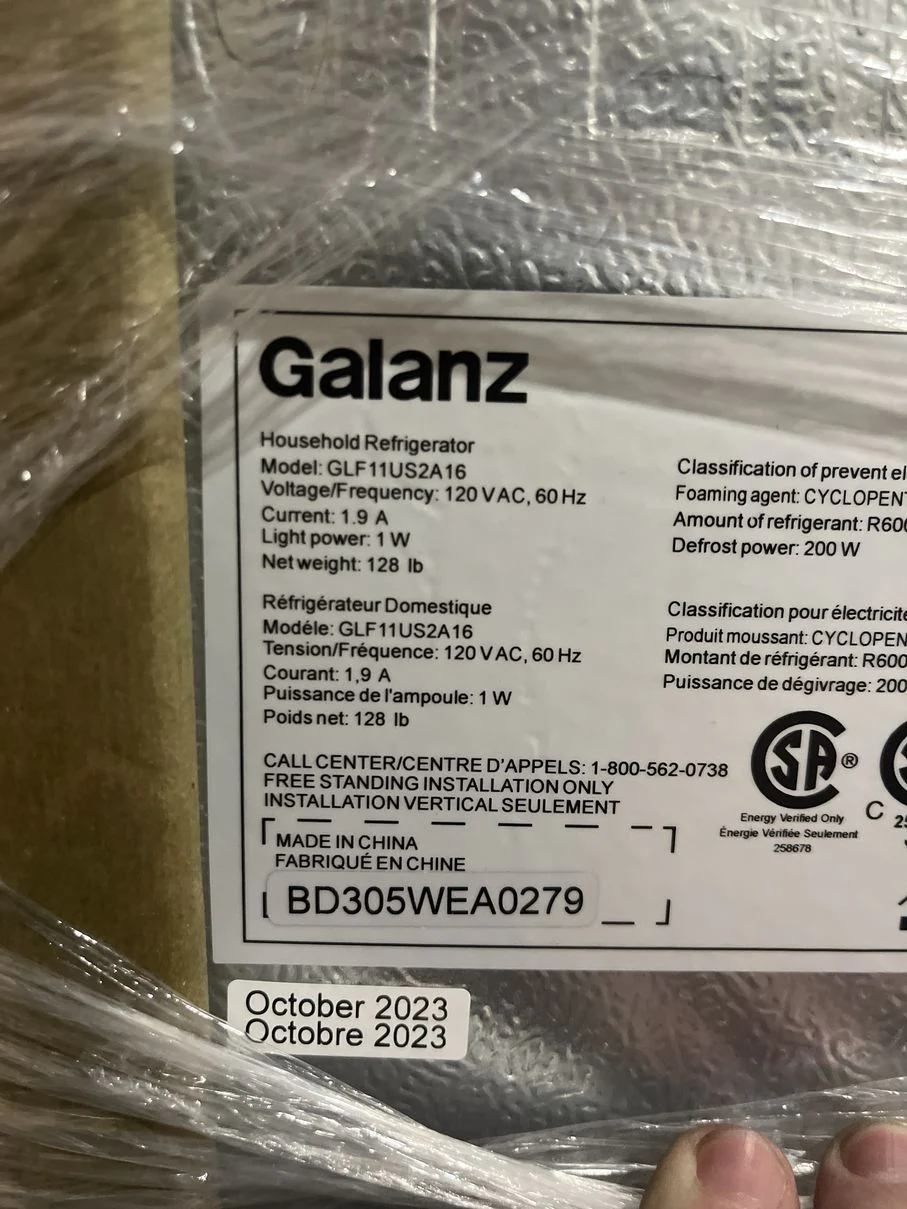 Galanz
Household Refrigerator
Model: GLF11US2A16
Voltage/Frequency: 120 VAC, 60 Hz
Current: 1.9 A
Light power: 1 W
Net weight: 128 lb
Classification of prevent el
Foaming agent: CYCLOPEN
Amount of refrigerant: R600
Defrost power: 200 W
Réfrigérateur Domestique
Modéle: GLF11US2A16
Tension/Fréquence: 120 VAC, 60 Hz
Courant: 1,9 A
Puissance de l'ampoule: 1 W
Poids net: 128 lb
Classification pour électricité
Produit moussant: CYCLOPEN
Montant de réfrigérant: R600
Puissance de dégivrage: 200
CALL CENTER/CENTRE D'APPELS: 1-800-562-0738
FREE STANDING INSTALLATION ONLY
INSTALLATION VERTICAL SEULEMENT
MADE IN CHINA
FABRIQUÉ EN CHINE
BD305WEA0279
SA®
Energy Verified Only
Énergie Vérifiée Seulement
258678
C
October 2023
Octobre 2023